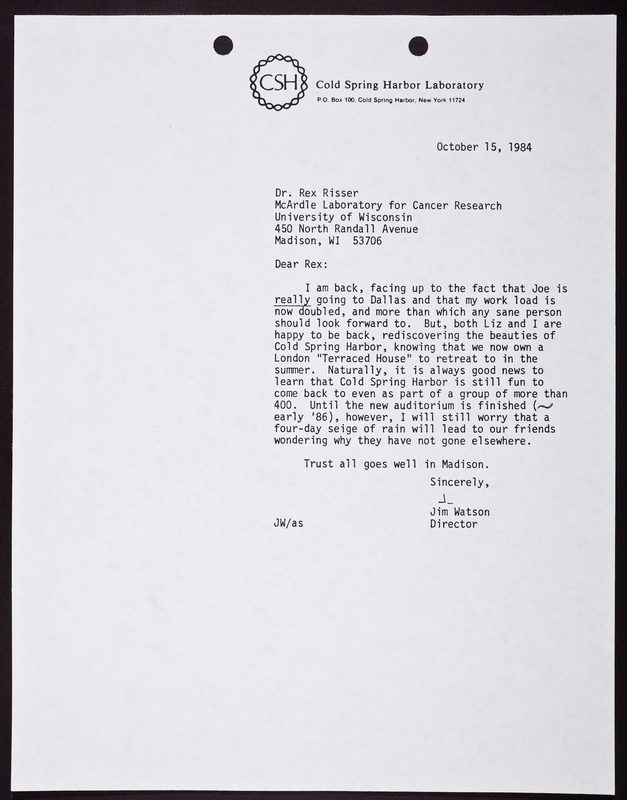 CSH
Cold Spring Harbor Laboratory
P.O. Box 100, Cold Spring Harbor, New York 11724
October 15, 1984
Dr. Rex Risser
McArdle Laboratory for Cancer Research
University of Wisconsin
450 North Randall Avenue
Madison, WI  53706
Dear Rex:
I am back, facing up to the fact that Joe is
really going to Dallas and that my work load is
now doubled, and more than which any sane person
should look forward to.  But, both Liz and I are
happy to be back, rediscovering the beauties of
Cold Spring Harbor, knowing that we now own a
London "Terraced House" to retreat to in the
summer.  Naturally, it is always good news to
learn that Cold Spring Harbor is still fun to
come back to even as part of a group of more than
400.  Until the new auditorium is finished (~
early '86), however, I will still worry that a
four-day seige of rain will lead to our friends
wondering why they have not gone elsewhere.
Trust all goes well in Madison.
Sincerely,
Jim Watson
JW/as Director